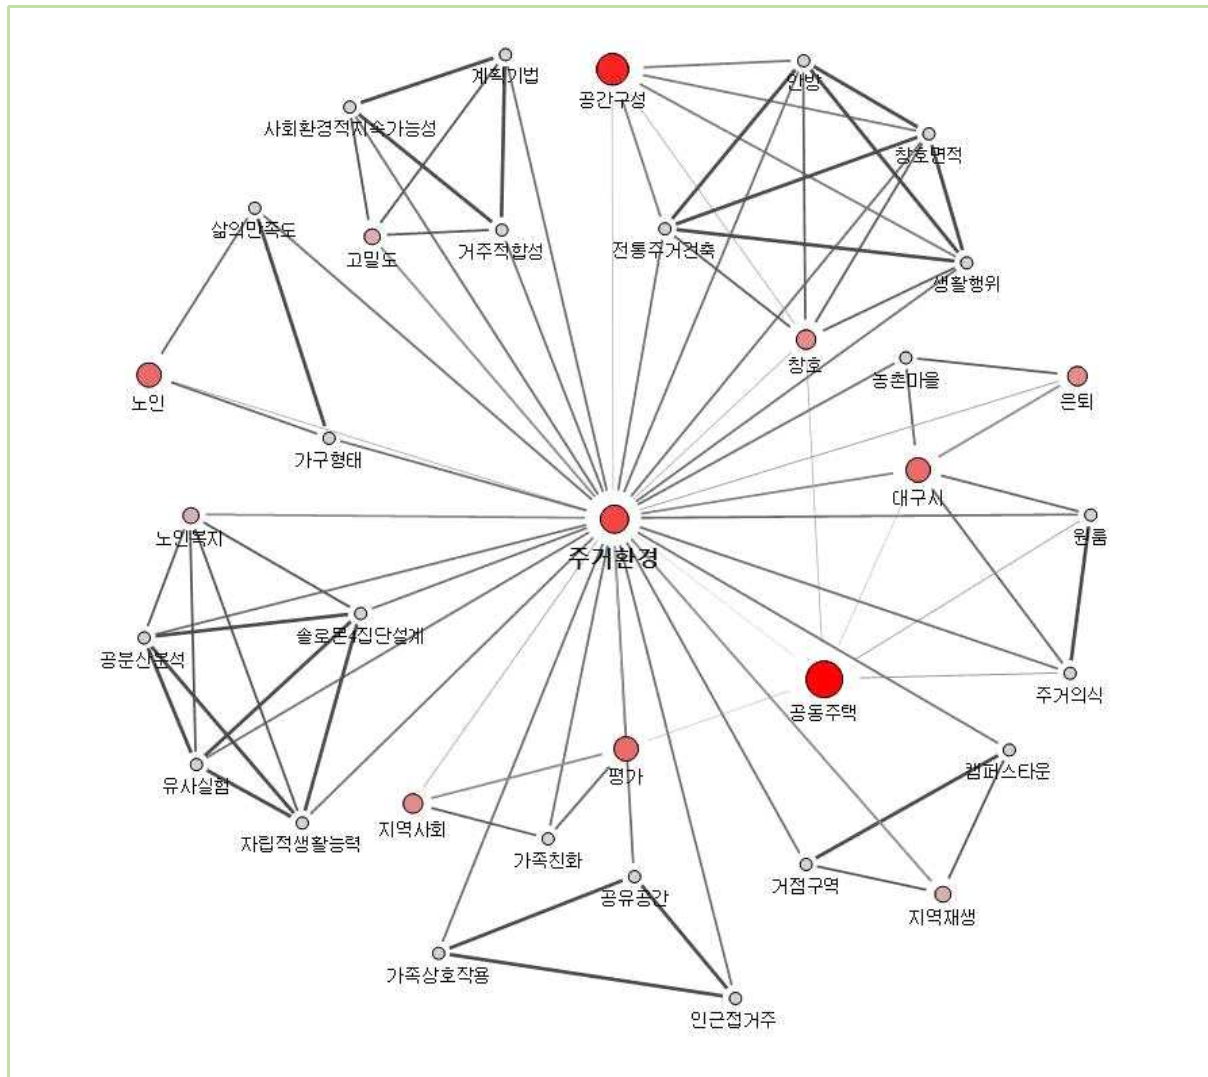 계획기법
안방
공간구성
사회환경적지속가능성
창호면적
삶의만족도
고밀도
거주적합성
전통주거건축
생활행위
창호
농촌마을
노인
은퇴
가구형태
대구시
노인복지
원룸
주거환경
솔로몬4집단설계
공분산분석
주거의식
공동주택
유사실험
평가
캠퍼스타운
지역사회
자립적생활능력
가족친화
거점구역
공유공간
지역재생
가족상호작용
인근접거주